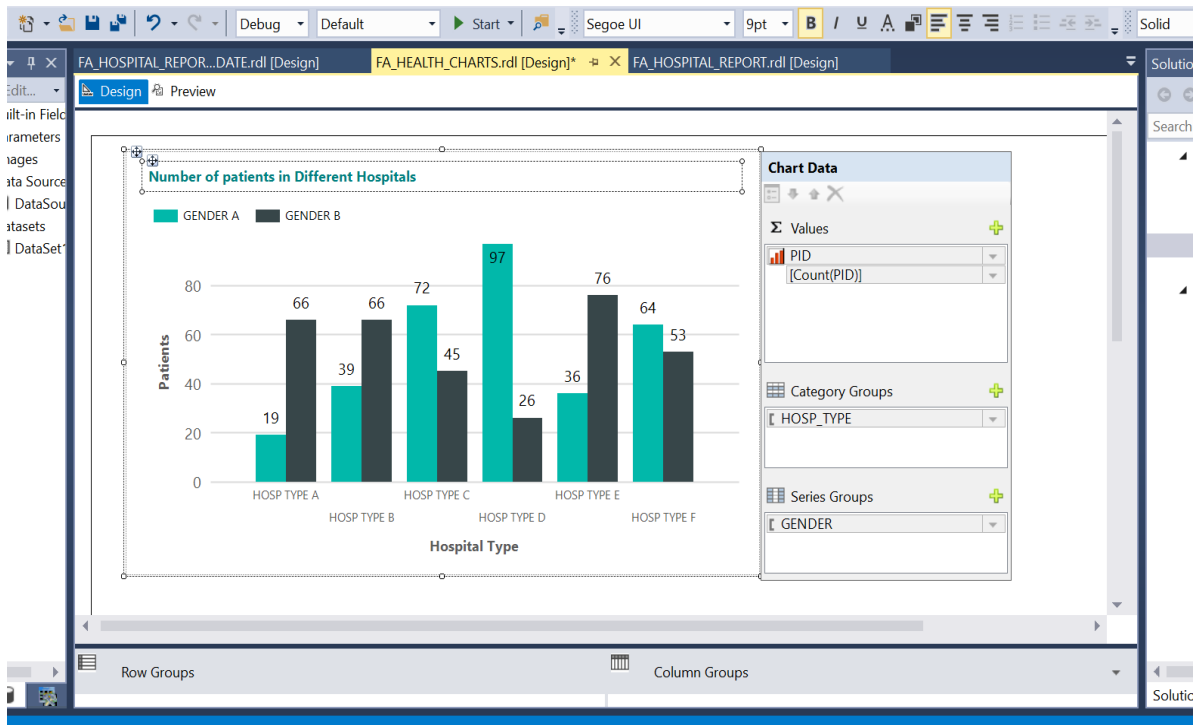 Debug Default Start Segoe UI 9pt B I U A Solid
FA_HOSPITAL_REPOR...DATE.rdl [Design] FA_HEALTH_CHARTS.rdl [Design]* FA_HOSPITAL_REPORT.rdl [Design]
Design Preview
Number of patients in Different Hospitals
GENDER A GENDER B
80
60
40
20
0
Patients
19 66 39 66 72 45 97 26 36 76 64 53
HOSP TYPE A HOSP TYPE C HOSP TYPE E
HOSP TYPE B HOSP TYPE D HOSP TYPE F
Hospital Type
Chart Data
Σ Values
PID
[Count(PID)]
Category Groups
HOSP_TYPE
Series Groups
GENDER
Edit...
uilt-in Field
arameters
nages
ata Source
DataSou
atasets
DataSet
Solutio
Search
Row Groups Column Groups
Solutio